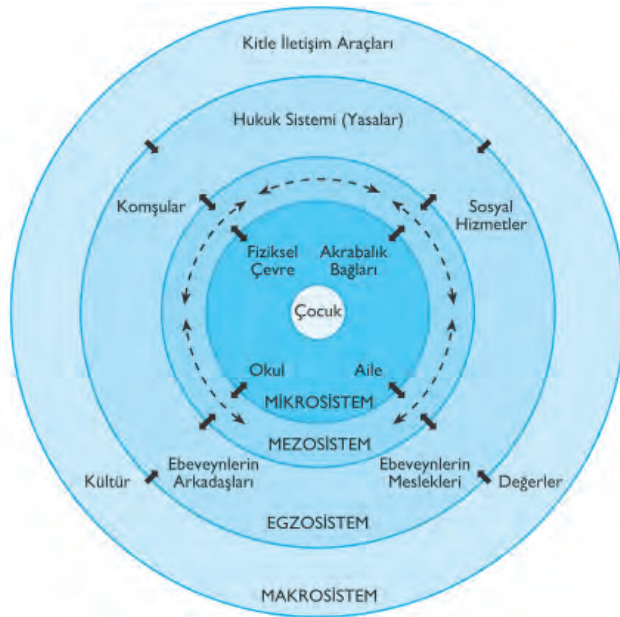 Kitle İletişim Araçları
Hukuk Sistemi (Yasalar)
Komşular
Sosyal
Hizmetler
Fiziksel
Çevre
Akrabalık
Bağları
Çocuk
Okul
Aile
MİKROSİSTEM
MEZOSİSTEM
Kültür
Ebeveynlerin
Arkadaşları
Ebeveynlerin
Meslekleri
Değerler
EGZOSİSTEM
MAKROSİSTEM